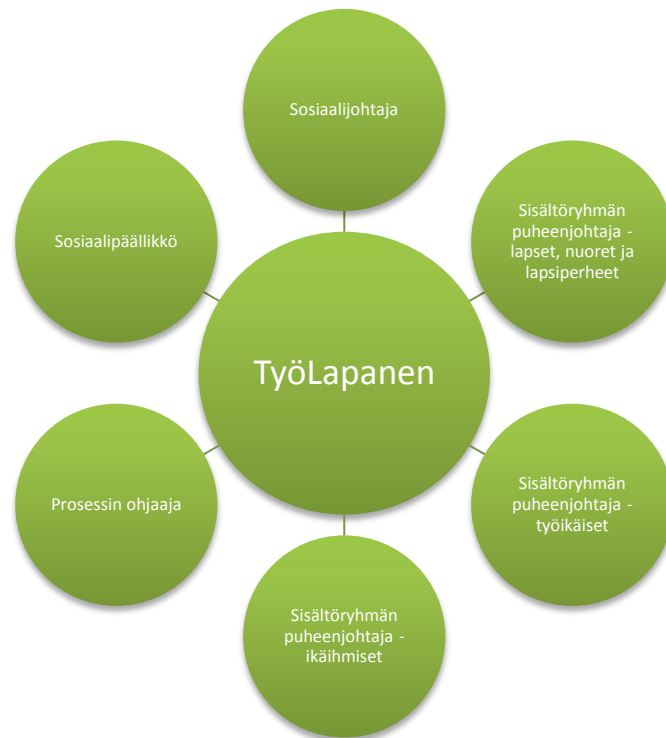 Sosiaalijohtaja
Sisältöryhmän
puheenjohtaja -
lapset, nuoret ja
lapsiperheet
Sosiaalipäällikkö
TyöLapanen
Sisältöryhmän
puheenjohtaja -
työikäiset
Prosessin ohjaaja
Sisältöryhmän
puheenjohtaja -
ikäihmiset